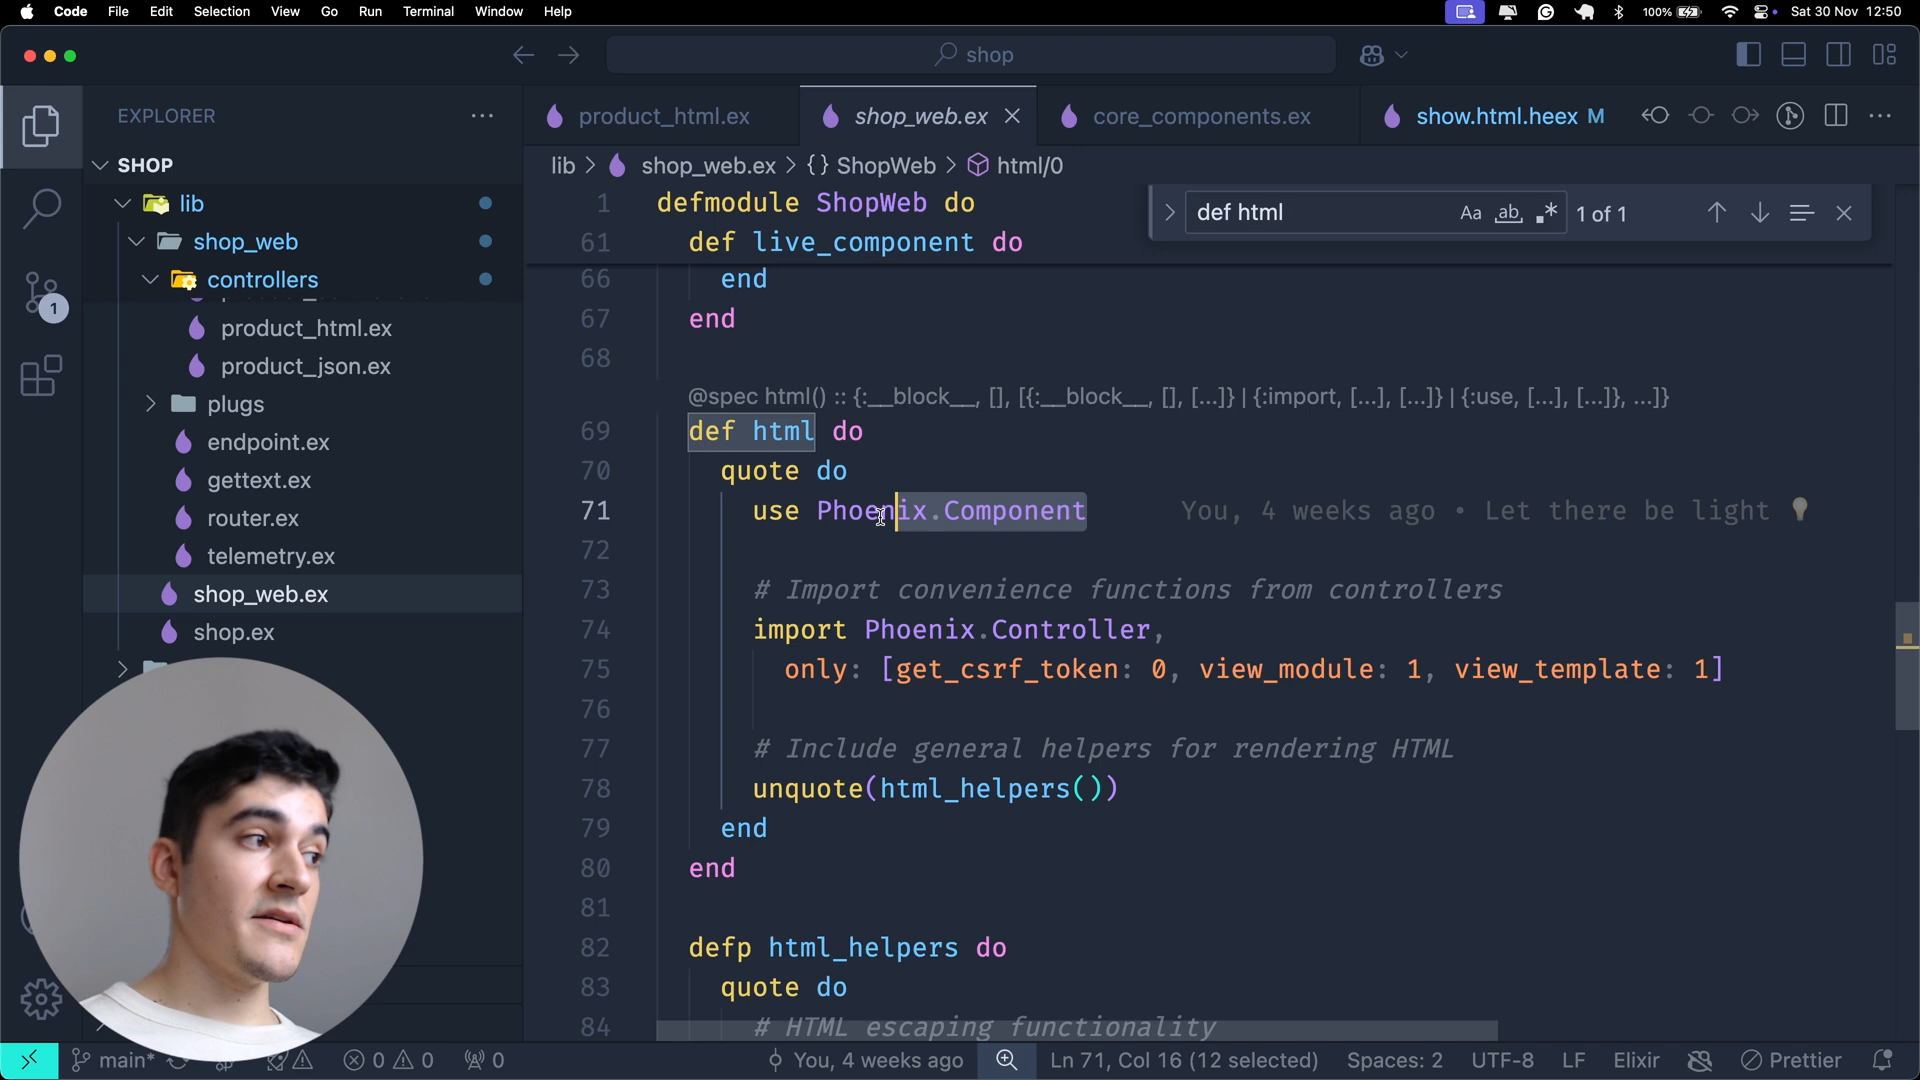 Code File Edit Selection View Go Run Terminal Window Help 100% Sat 30 Nov 12:50
shop
EXPLORER
SHOP
lib
shop_web
controllers
product_html.ex
product_json.ex
plugs
endpoint.ex
gettext.ex
router.ex
telemetry.ex
shop_web.ex
shop.ex
1
product_html.ex shop_web.ex core_components.ex show.html.heex M
lib > shop_web.ex > {} ShopWeb > html/0
def html Aa ab .* 1 of 1
1 defmodule ShopWeb do
61 def live_component do
66 end
67 end
68
@spec html() :: {:__block__, [], [{:__block__, [], [...]} | {:import, [...], [...]} | {:use, [...], [...]}, ...]}
69 def html do
70 quote do
71 use Phoenix.Component You, 4 weeks ago • Let there be light
72
73 # Import convenience functions from controllers
74 import Phoenix.Controller,
75 only: [get_csrf_token: 0, view_module: 1, view_template: 1]
76
77 # Include general helpers for rendering HTML
78 unquote(html_helpers())
79 end
80 end
81
82 defp html_helpers do
83 quote do
84 # HTML escaping functionality
main* 0 0 0 You, 4 weeks ago Ln 71, Col 16 (12 selected) Spaces: 2 UTF-8 LF Elixir Prettier